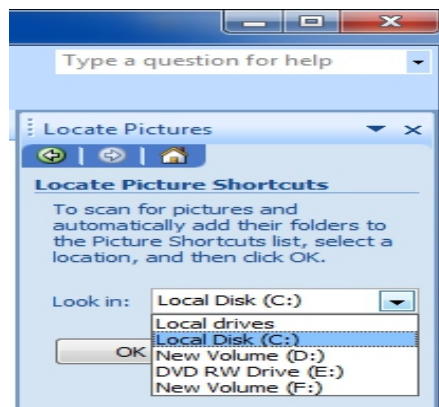 Type a question for help
Locate Pictures
Locate Picture Shortcuts
To scan for pictures and
automatically add their folders to
the Picture Shortcuts list, select a
location, and then click OK.
Look in: Local Disk (C:)
Local drives
Local Disk (C:)
OK New Volume (D:)
DVD RW Drive (E:)
New Volume (F:)